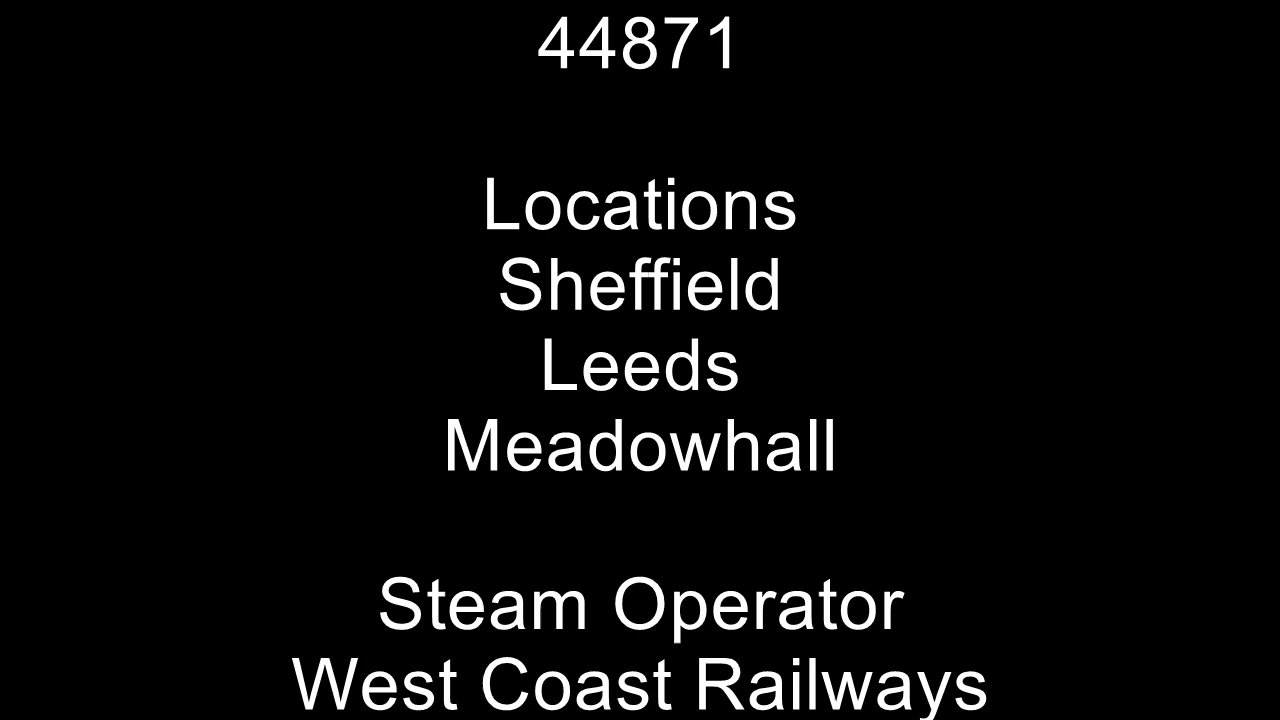 44871
Locations
Sheffield
Leeds
Meadowhall
Steam Operator
West Coast Railways